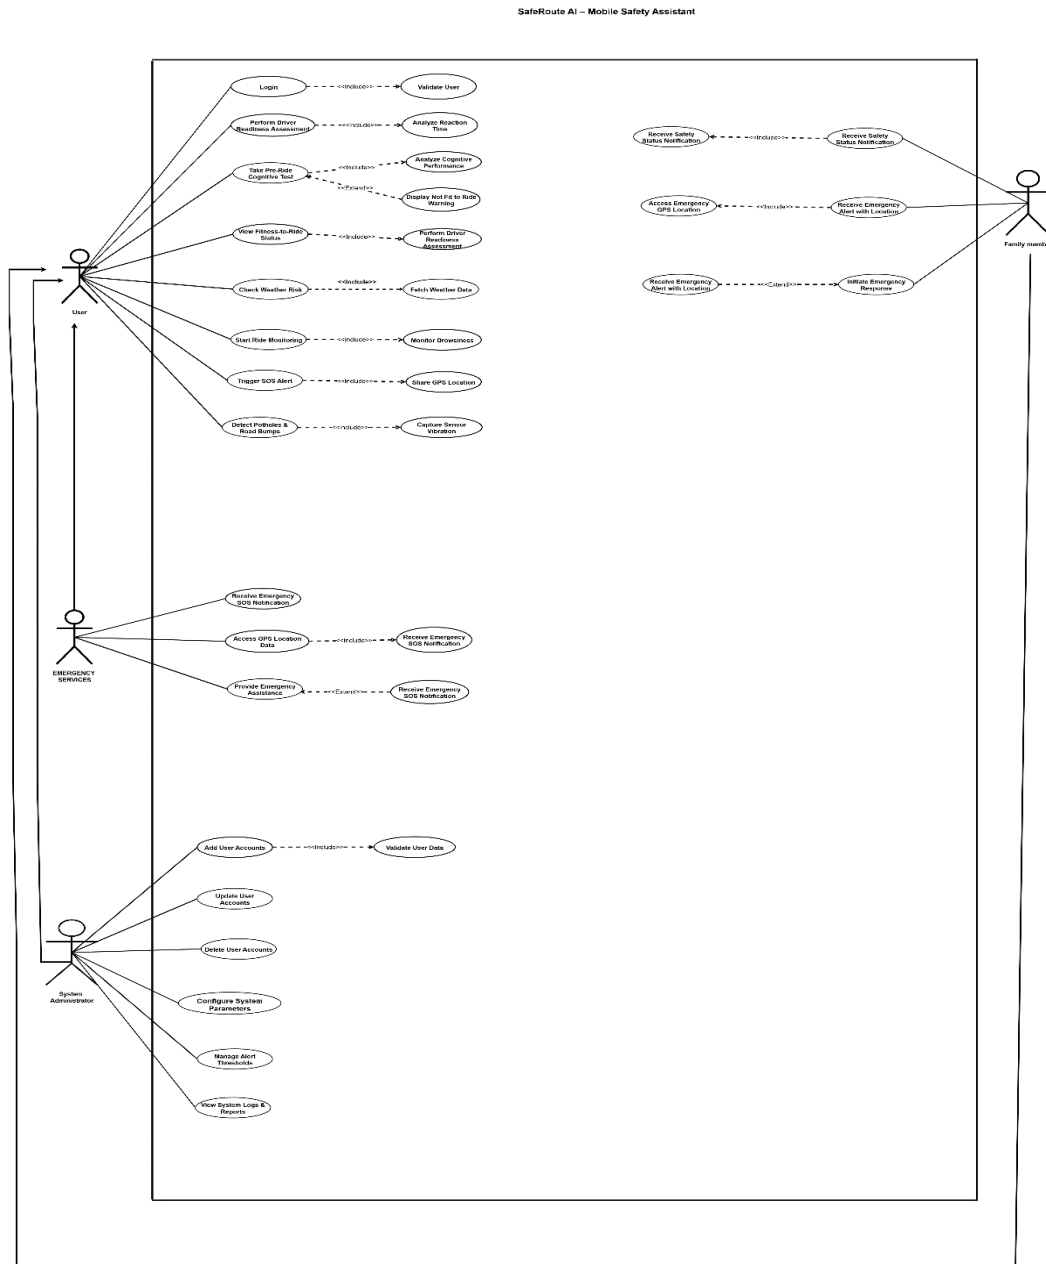 SafeRoute AI – Mobile Safety Assistant
Login
<<Include>>
Validate User
Perform Driver
Readiness Assessment
<<Include>>
Analyze Reaction
Time
Take Pre-Ride
Cognitive Test
<<Include>>
Analyze Cognitive
Performance
<<Extend>>
Display Not Fit to Ride
Warning
View Fitness-to-Ride
Status
<<Include>>
Perform Driver
Readiness
Assessment
Check Weather Risk
<<Include>>
Fetch Weather Data
Start Ride Monitoring
<<Include>>
Monitor Drowsiness
Trigger SOS Alert
<<Include>>
Share GPS Location
Detect Potholes &
Road Bumps
<<Include>>
Capture Sensor
Vibration
User
Receive Safety
Status Notification
<<Include>>
Receive Safety
Status Notification
Access Emergency
GPS Location
<<Include>>
Receive Emergency
Alert with Location
Receive Emergency
Alert with Location
<<Extend>>
Initiate Emergency
Response
Family memb
Receive Emergency
SOS Notification
Access GPS Location
Data
<<Include>>
Receive Emergency
SOS Notification
Provide Emergency
Assistance
<<Extend>>
Receive Emergency
SOS Notification
EMERGENCY
SERVICES
Add User Accounts
<<Include>>
Validate User Data
Update User
Accounts
Delete User Accounts
Configure System
Parameters
Manage Alert
Thresholds
View System Logs &
Reports
System
Administrator